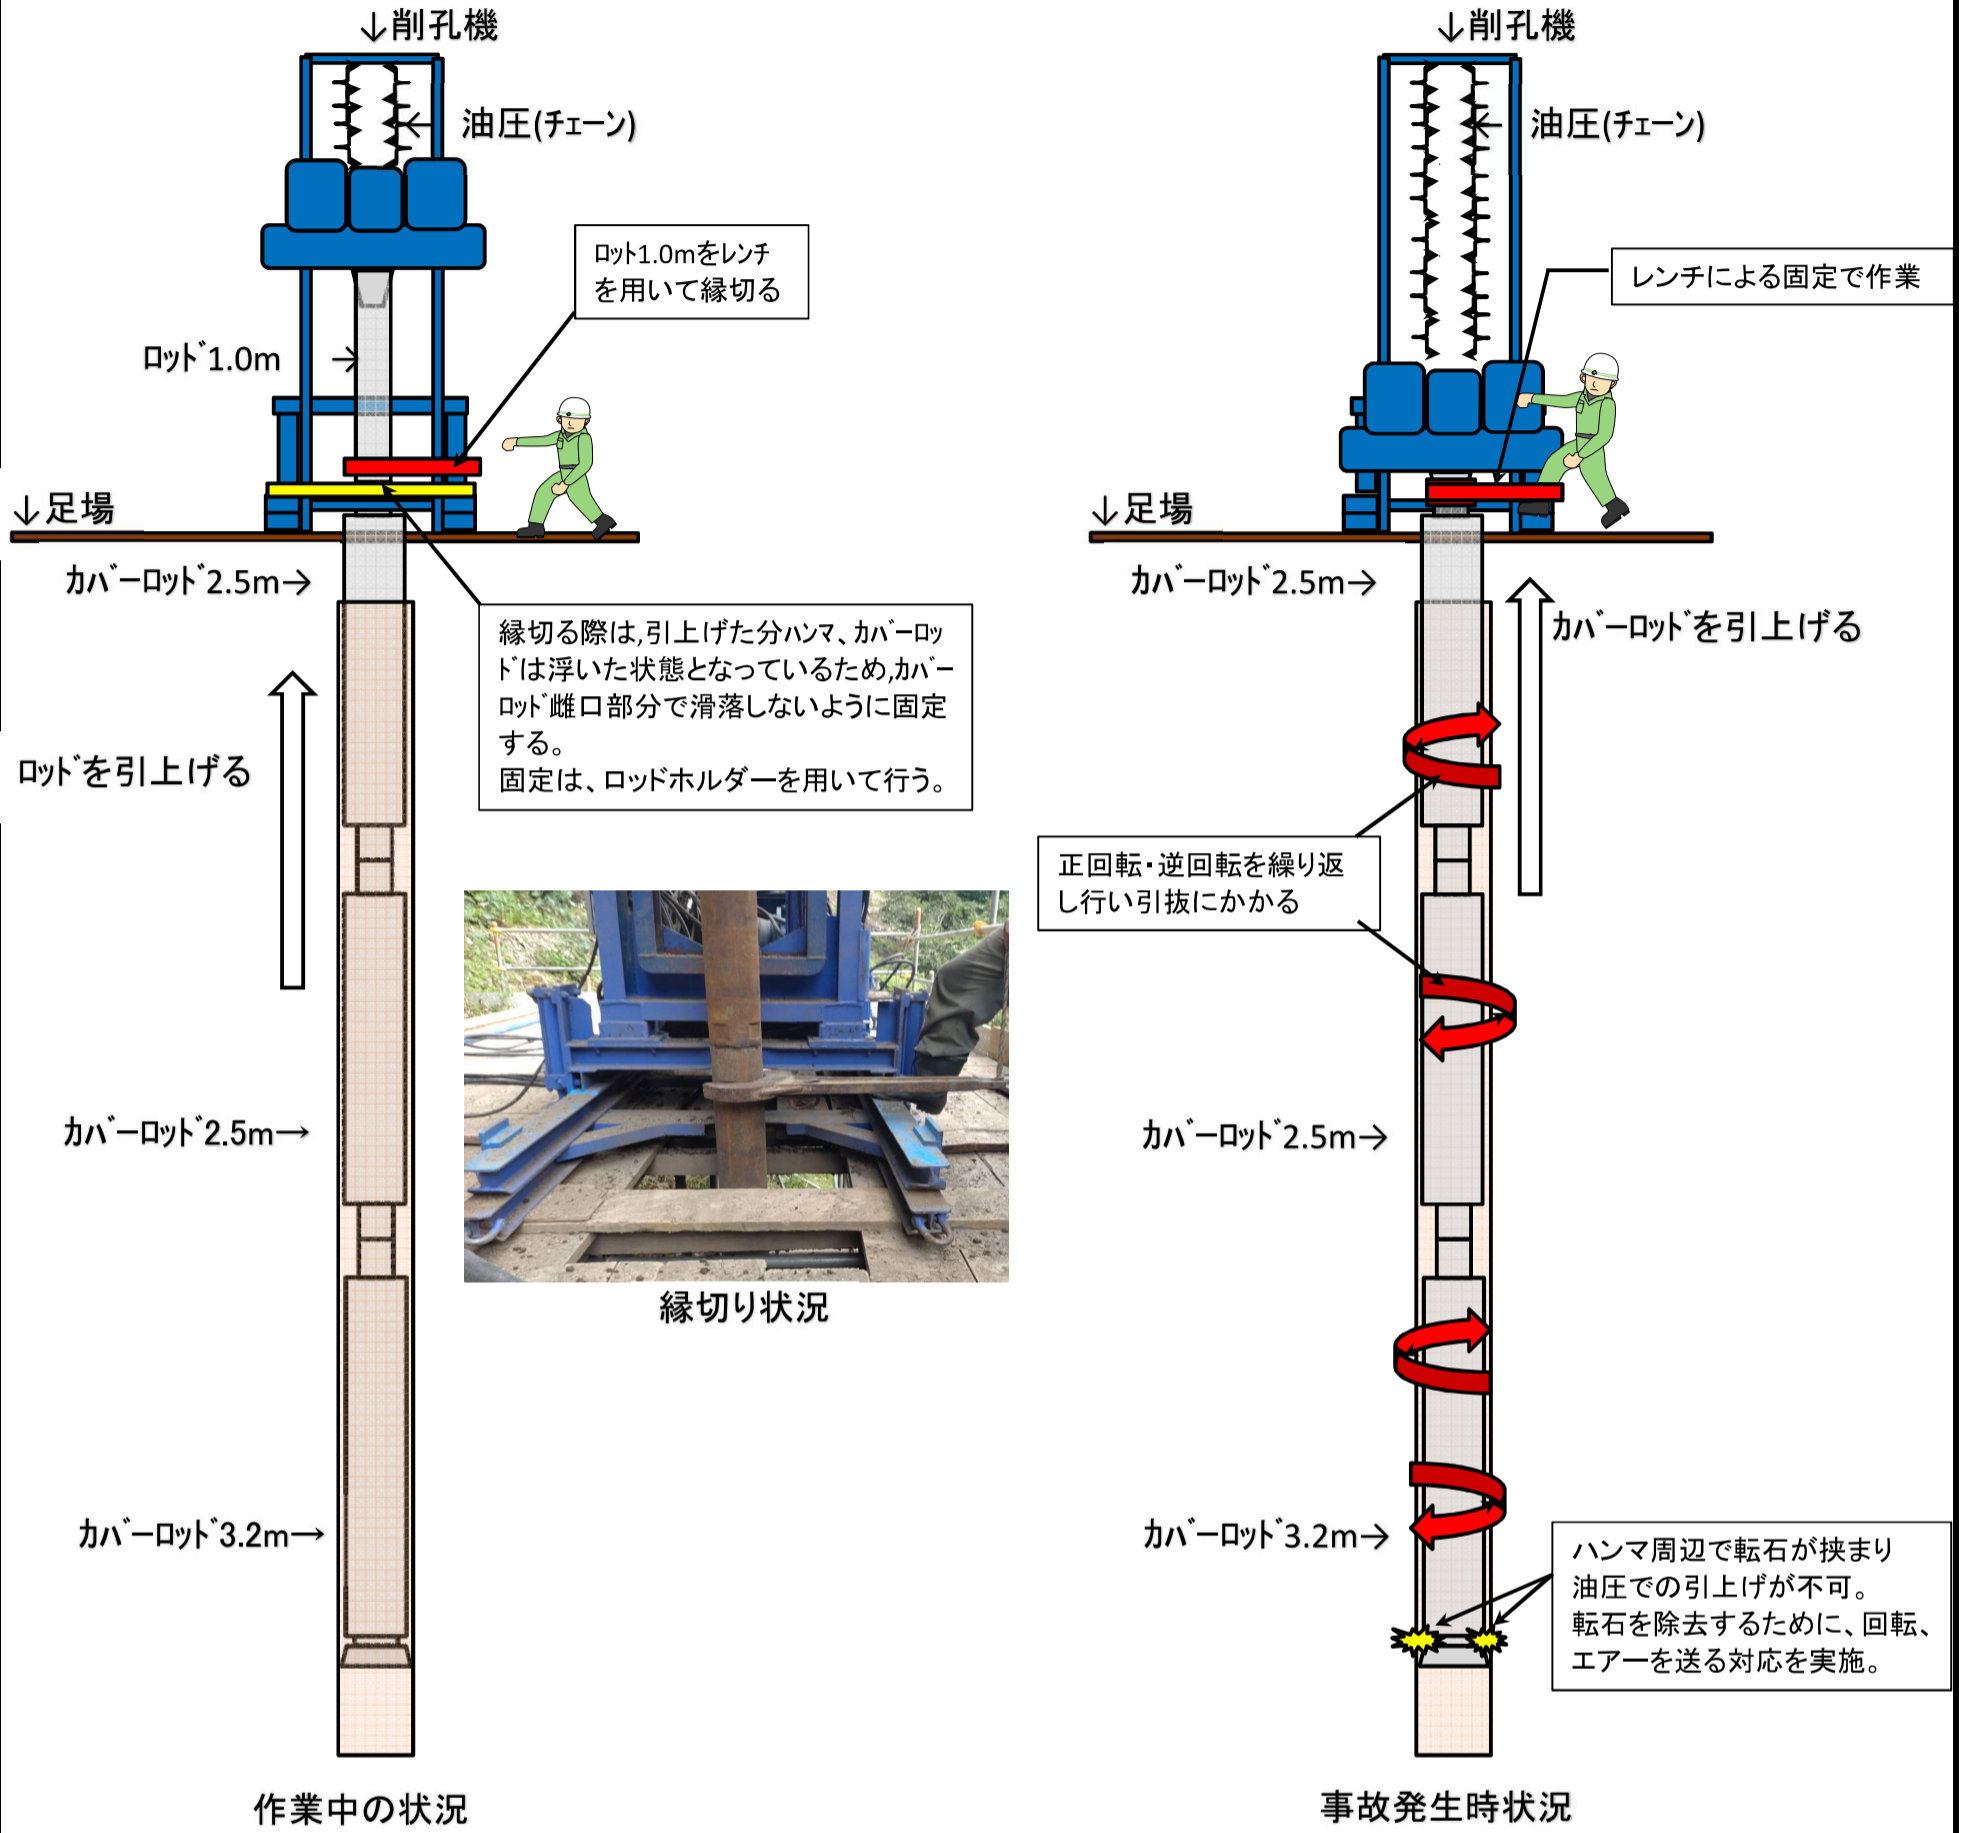 ↓削孔機
油圧(ﾁｪｰﾝ)
ﾛｯﾄ1.0mをﾚﾝﾁ
を用いて縁切る
ﾛｯﾄﾞ1.0m →
↓足場
ｶﾊﾞｰﾛｯﾄﾞ2.5m→
縁切る際は,引上げた分ﾊﾝﾏ、ｶﾊﾞｰﾛｯ
ﾄﾞは浮いた状態となっているため,ｶﾊﾞｰ
ﾛｯﾄﾞ雌口部分で滑落しないように固定
する。
固定は、ロッドホルダーを用いて行う。
ﾛｯﾄﾞを引上げる
ｶﾊﾞｰﾛｯﾄﾞ2.5m→
縁切り状況
ｶﾊﾞｰﾛｯﾄﾞ3.2m→
作業中の状況
↓削孔機
油圧(ﾁｪｰﾝ)
レンチによる固定で作業
↓足場
ｶﾊﾞｰﾛｯﾄﾞ2.5m→
ｶﾊﾞｰﾛｯﾄﾞを引上げる
正回転・逆回転を繰り返
し行い引抜にかかる
ｶﾊﾞｰﾛｯﾄﾞ2.5m→
ｶﾊﾞｰﾛｯﾄﾞ3.2m→
ハンマ周辺で転石が挟まり
油圧での引上げが不可。
転石を除去するために、回転、
エアーを送る対応を実施。
事故発生時状況